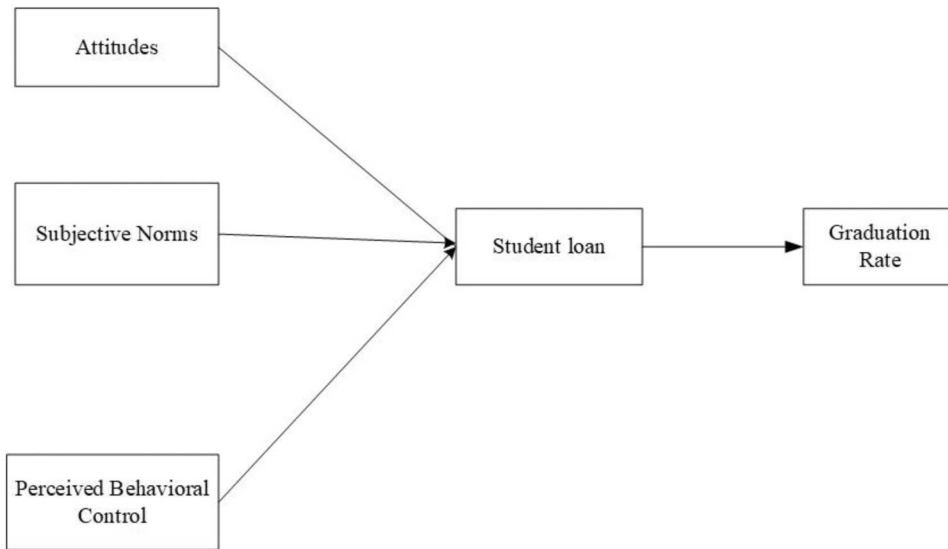 Attitudes
Subjective Norms
Student loan
Graduation
Rate
Perceived Behavioral
Control